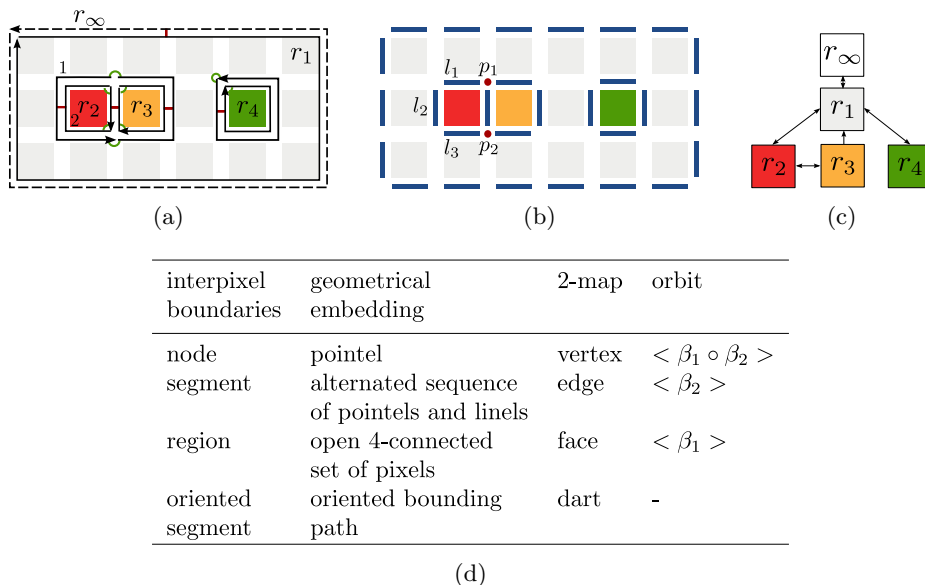 r∞
r1
1
r2
r3
r4
2
(a)
l1 p1
l2
l3 p2
(b)
r∞
r1
r2 r3 r4
(c)
interpixel geometrical 2-map orbit
boundaries embedding
node pointel vertex < β1 ∘ β2 >
segment alternated sequence edge < β2 >
of pointels and linels
region open 4-connected face < β1 >
set of pixels
oriented oriented bounding dart -
segment path
(d)